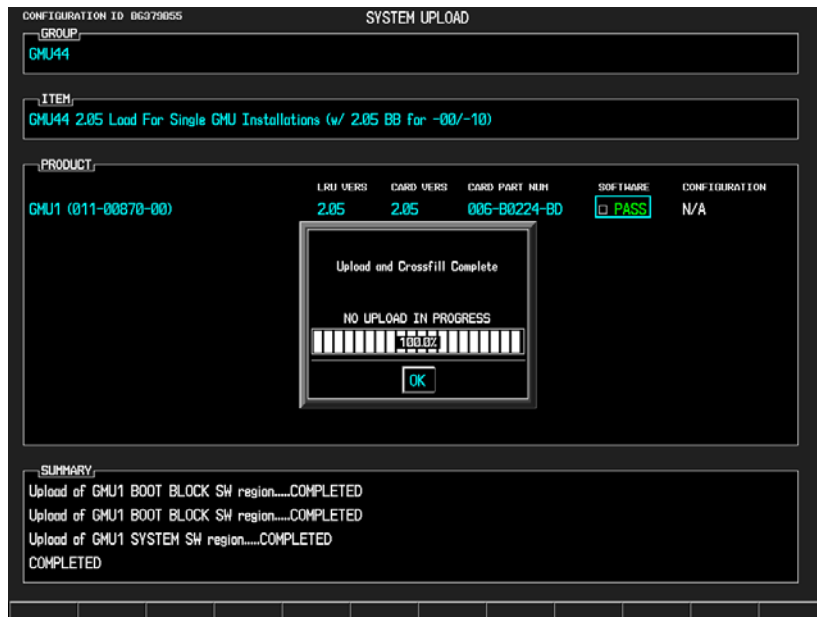 CONFIGURATION ID 86379855
SYSTEM UPLOAD
GROUP
GMU44
ITEM
GMU44 2.05 Load For Single GMU Installations (w/ 2.05 BB for -00/-10)
PRODUCT
LRU VERS CARD VERS CARD PART NUM SOFTWARE CONFIGURATION
GMU1 (011-00870-00) 2.05 2.05 006-B0224-BD PASS N/A
Upload and Crossfill Complete
NO UPLOAD IN PROGRESS
100.0%
OK
SUMMARY
Upload of GMU1 BOOT BLOCK SW region.....COMPLETED
Upload of GMU1 BOOT BLOCK SW region.....COMPLETED
Upload of GMU1 SYSTEM SW region.....COMPLETED
COMPLETED